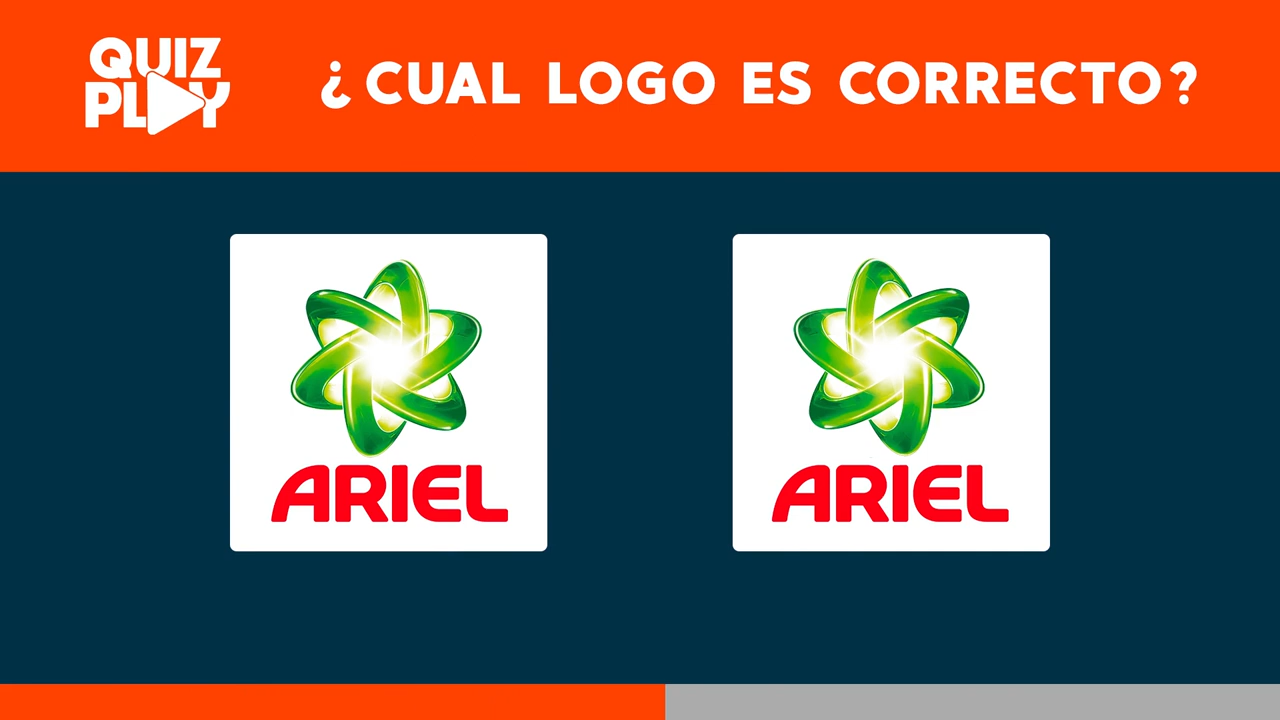 QUIZ
PLAY
¿CUAL LOGO ES CORRECTO?
ARIEL
ARIEL